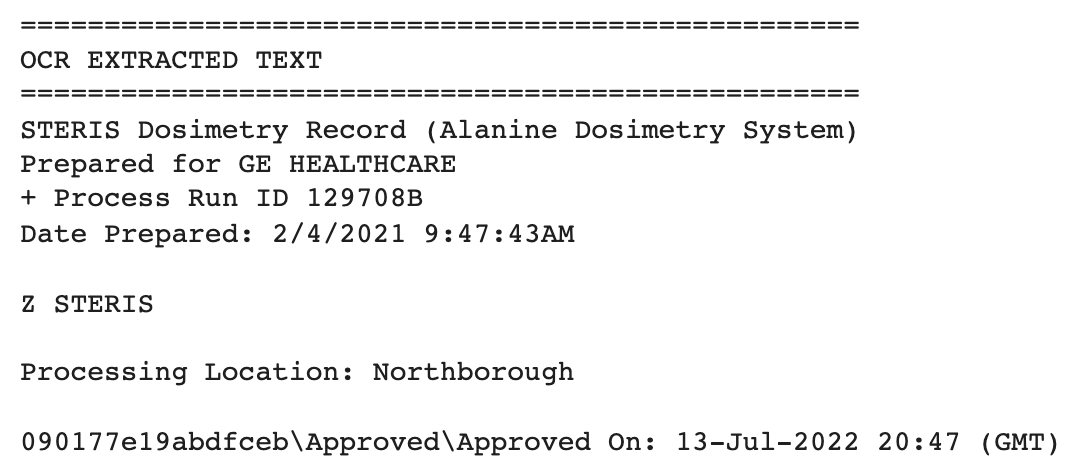 ==================================================
OCR EXTRACTED TEXT
==================================================
STERIS Dosimetry Record (Alanine Dosimetry System)
Prepared for GE HEALTHCARE
+ Process Run ID 129708B
Date Prepared: 2/4/2021 9:47:43AM
Z STERIS
Processing Location: Northborough
090177e19abdfceb\Approved\Approved On: 13-Jul-2022 20:47 (GMT)